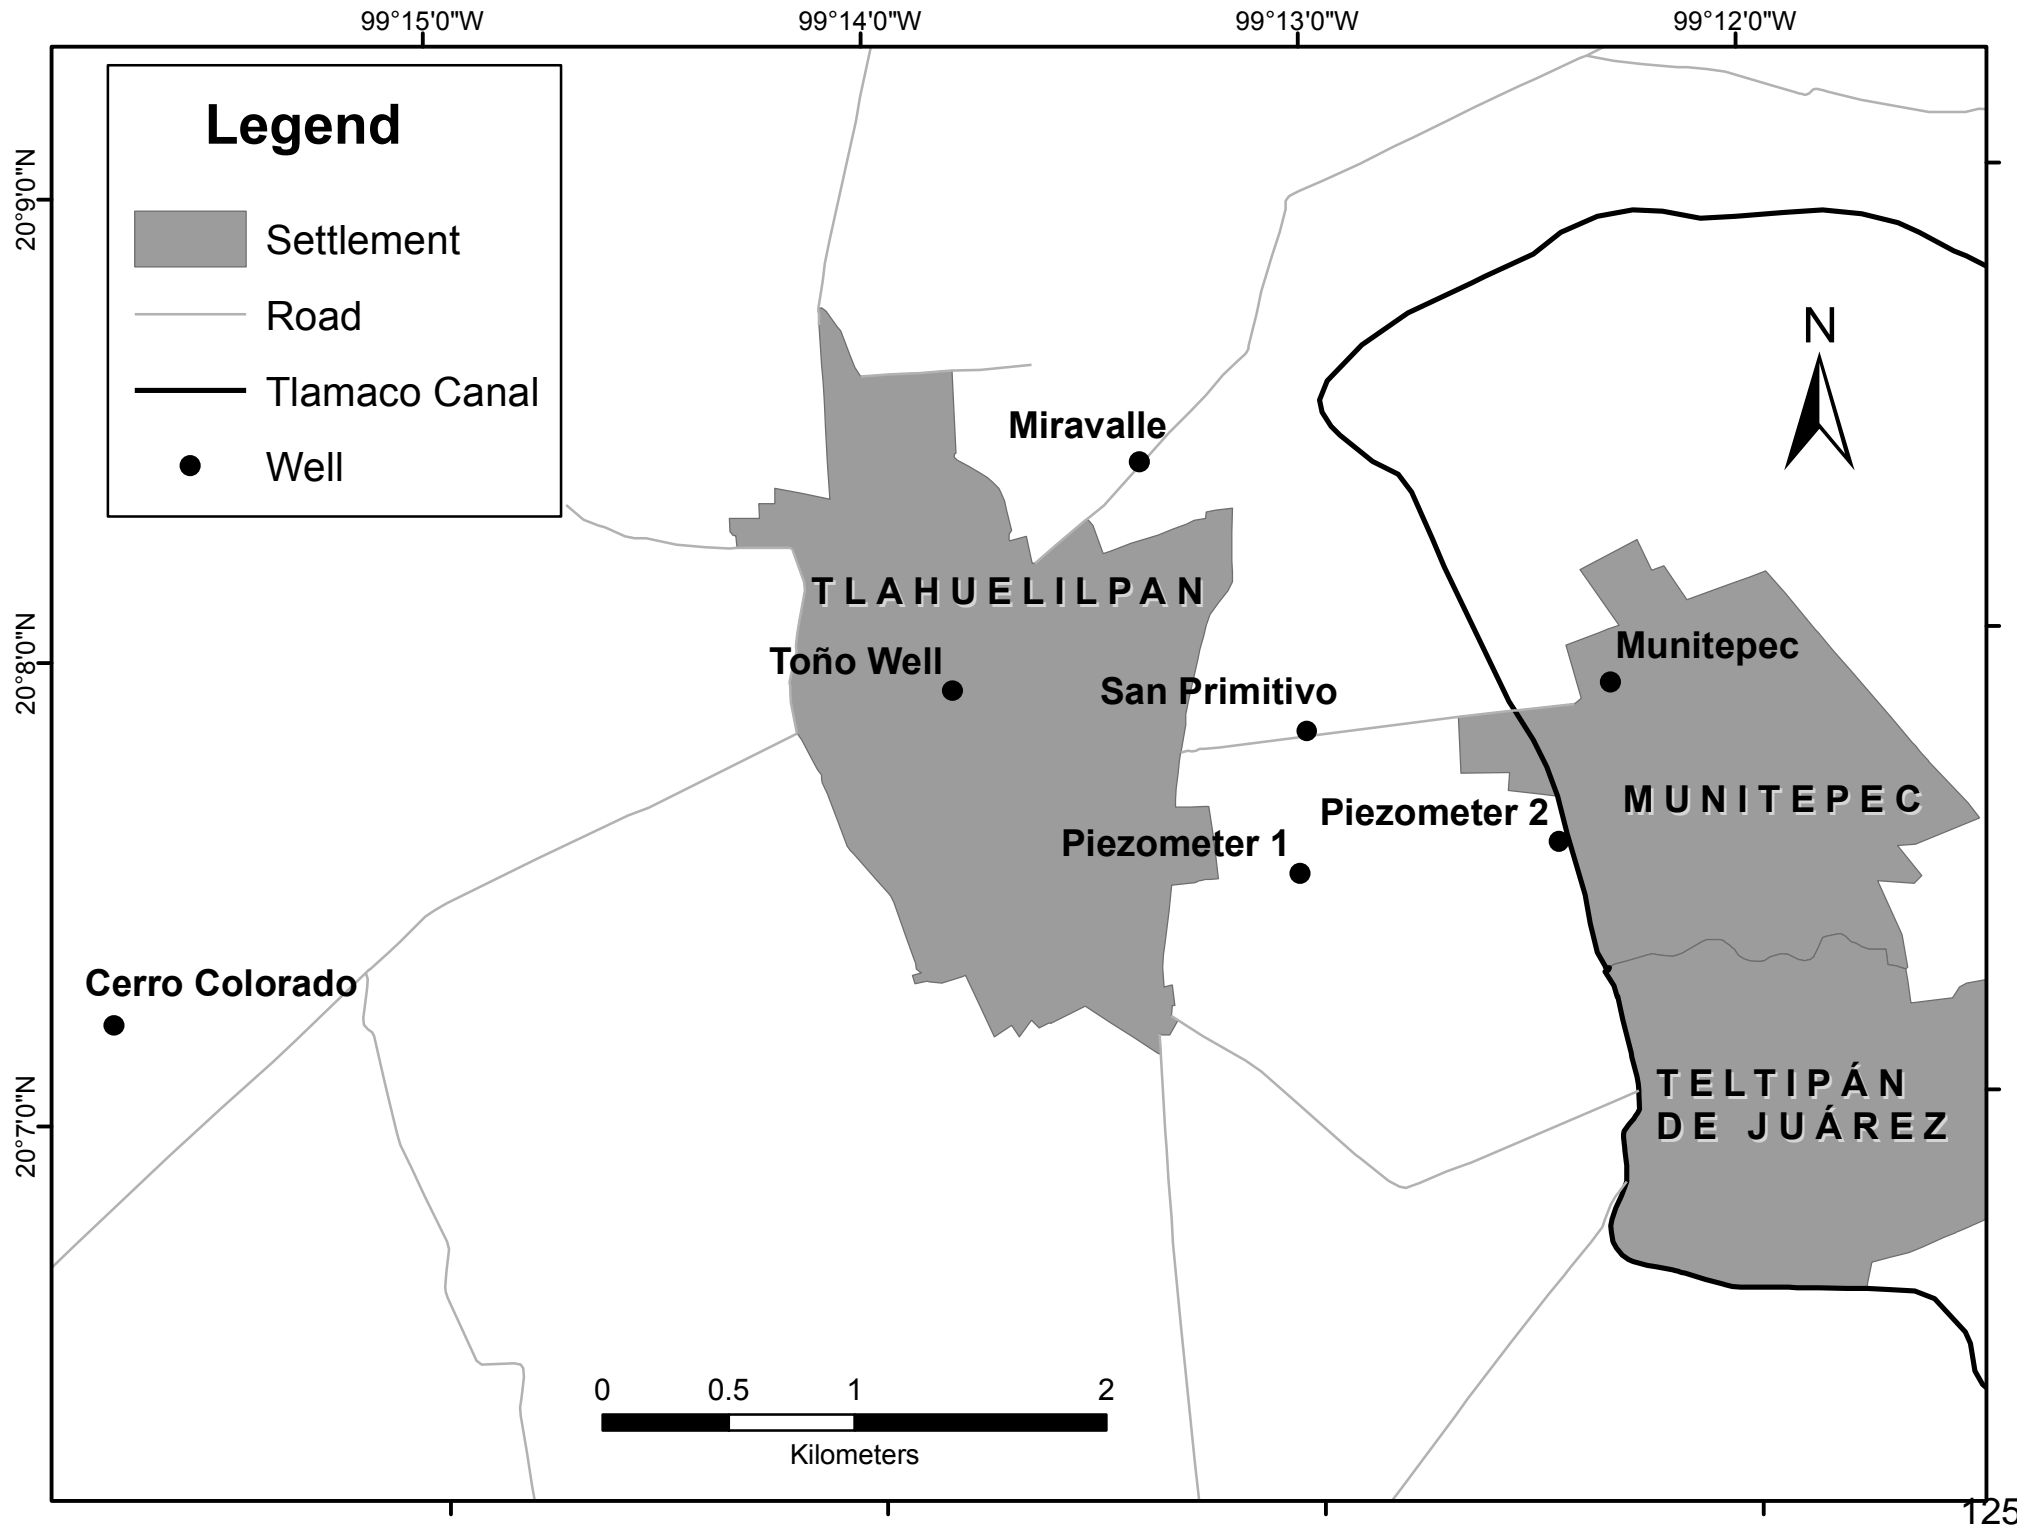 99°15'0"W
99°14'0"W
99°13'0"W
99°12'0"W
20°9'0"N
20°8'0"N
20°7'0"N
Legend
Settlement
Road
Tlamaco Canal
Well
N
Miravalle
TLAHUELILPAN
Toño Well
San Primitivo
Munitepec
MUNITEPEC
Piezometer 2
Piezometer 1
Cerro Colorado
TELTIPÁN
DE JUÁREZ
0 0.5 1 2
Kilometers
125